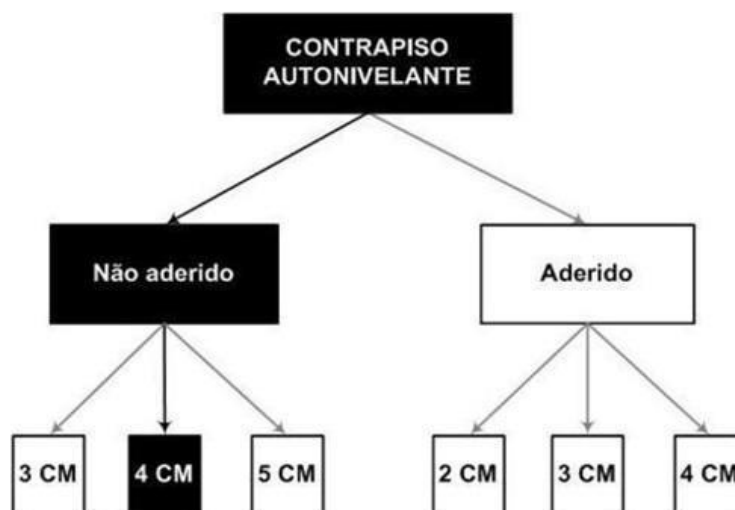 CONTRAPISO
AUTONIVELANTE
Não aderido
Aderido
3 CM
4 CM
5 CM
2 CM
3 CM
4 CM